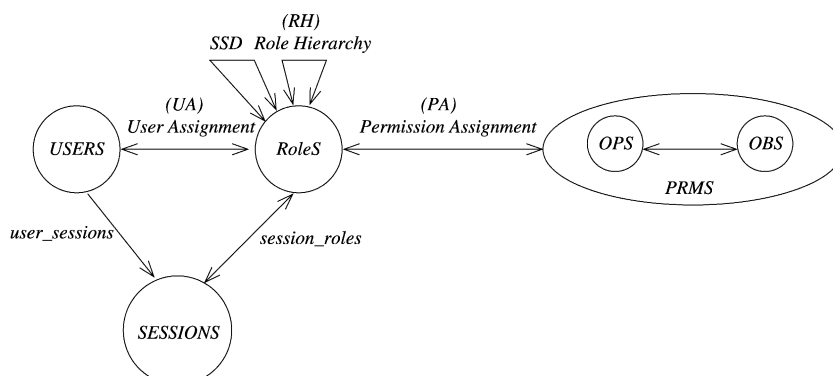 (RH)
SSD Role Hierarchy
(UA)
User Assignment
(PA)
Permission Assignment
USERS
RoleS
OPS
OBS
PRMS
user_sessions
session_roles
SESSIONS